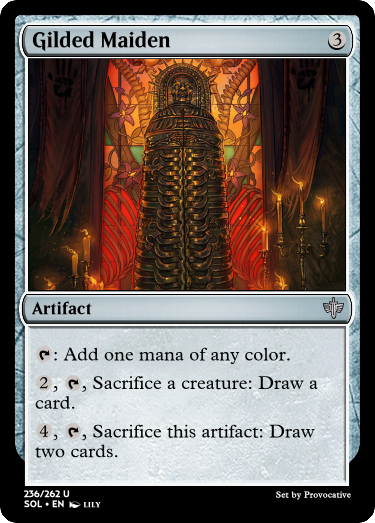 Gilded Maiden 3
Artifact
: Add one mana of any color.
2, , Sacrifice a creature: Draw a
card.
4, , Sacrifice this artifact: Draw
two cards.
236/262 U
SOL • EN LILY
Set by Provocative